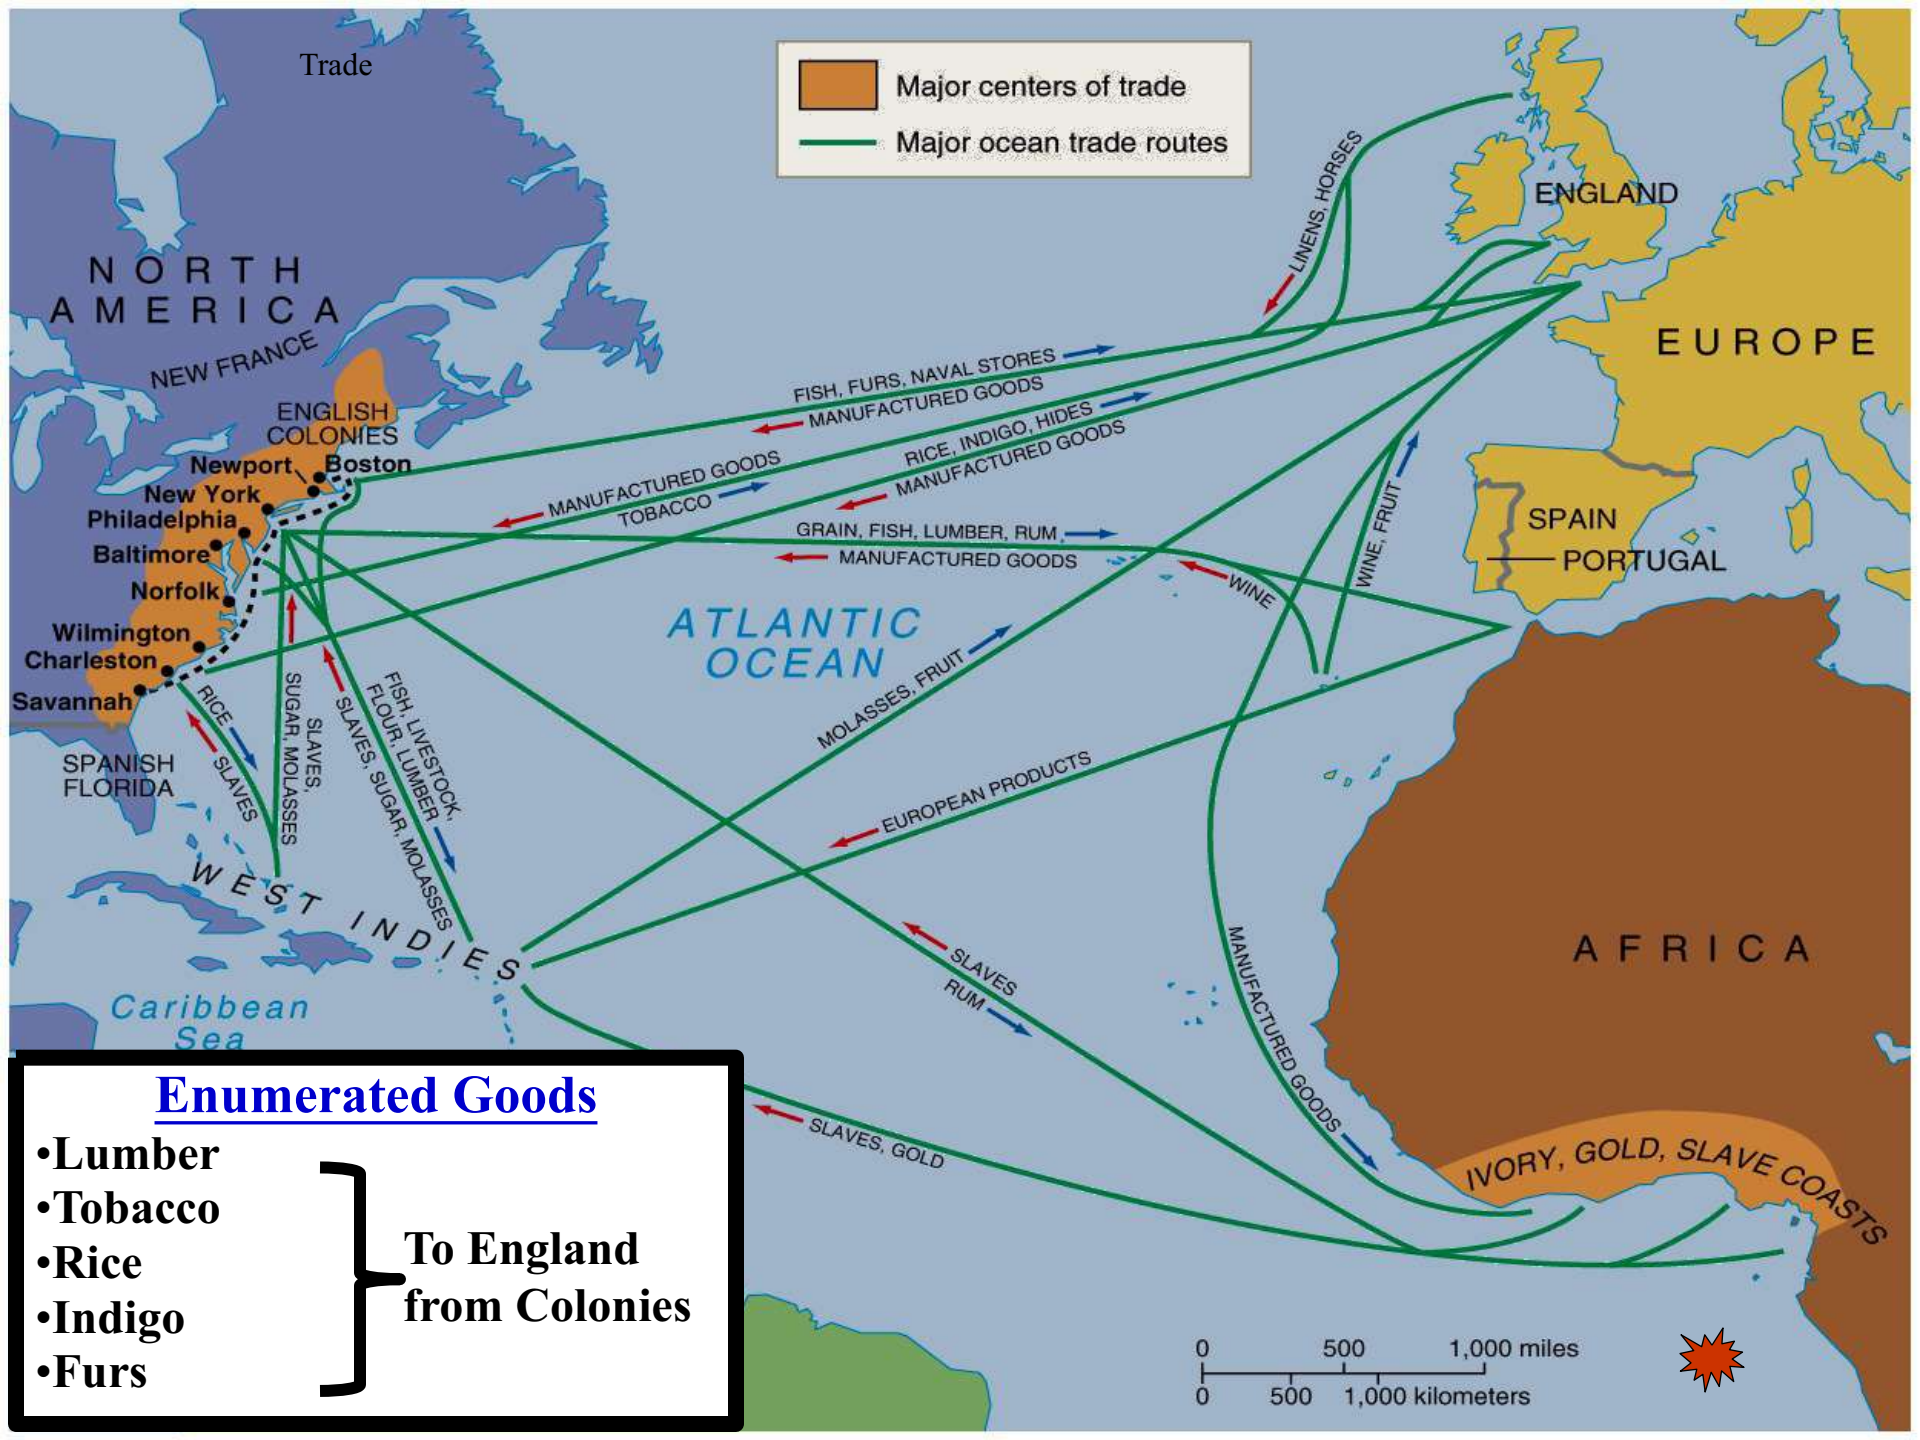 Trade
Major centers of trade
Major ocean trade routes
LINENS, HORSES
ENGLAND
NORTH
AMERICA
NEW FRANCE
EUROPE
ENGLISH
COLONIES
FISH, FURS, NAVAL STORES
MANUFACTURED GOODS
RICE, INDIGO, HIDES
MANUFACTURED GOODS
MANUFACTURED GOODS
TOBACCO
Newport
Boston
New York
Philadelphia
Baltimore
Norfolk
Wilmington
Charleston
Savannah
GRAIN, FISH, LUMBER, RUM
MANUFACTURED GOODS
WINE
WINE, FRUIT
SPAIN
PORTUGAL
ATLANTIC
OCEAN
SPANISH
FLORIDA
RICE
SLAVES
SLAVES,
SUGAR, MOLASSES
FISH, LIVESTOCK,
FLOUR, LUMBER
SLAVES, SUGAR, MOLASSES
MOLASSES, FRUIT
EUROPEAN PRODUCTS
WEST INDIES
Caribbean
Sea
SLAVES
RUM
MANUFACTURED GOODS
AFRICA
SLAVES, GOLD
IVORY, GOLD, SLAVE COASTS
Enumerated Goods
•Lumber
•Tobacco
•Rice
•Indigo
•Furs
To England
from Colonies
0 500 1,000 miles
0 500 1,000 kilometers